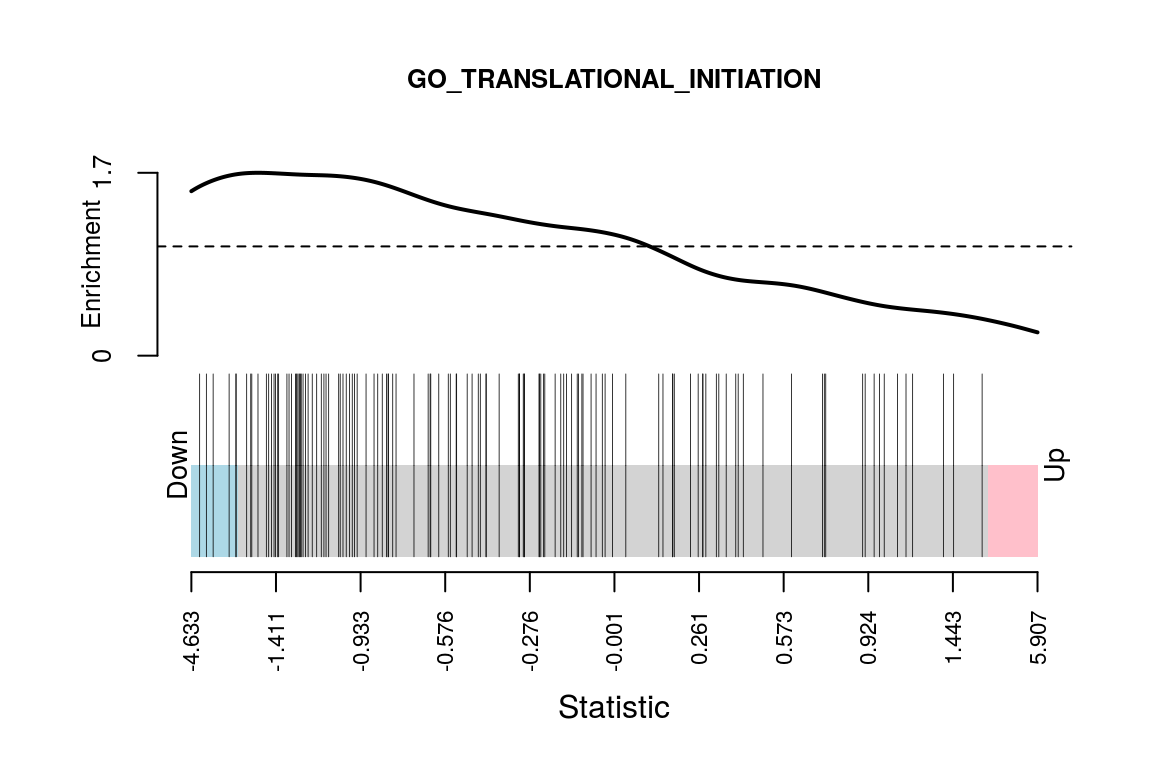 GO_TRANSLATIONAL_INITIATION
Enrichment
0 1.7
Down
Up
-4.633 -1.411 -0.933 -0.576 -0.276 -0.001 0.261 0.573 0.924 1.443 5.907
Statistic